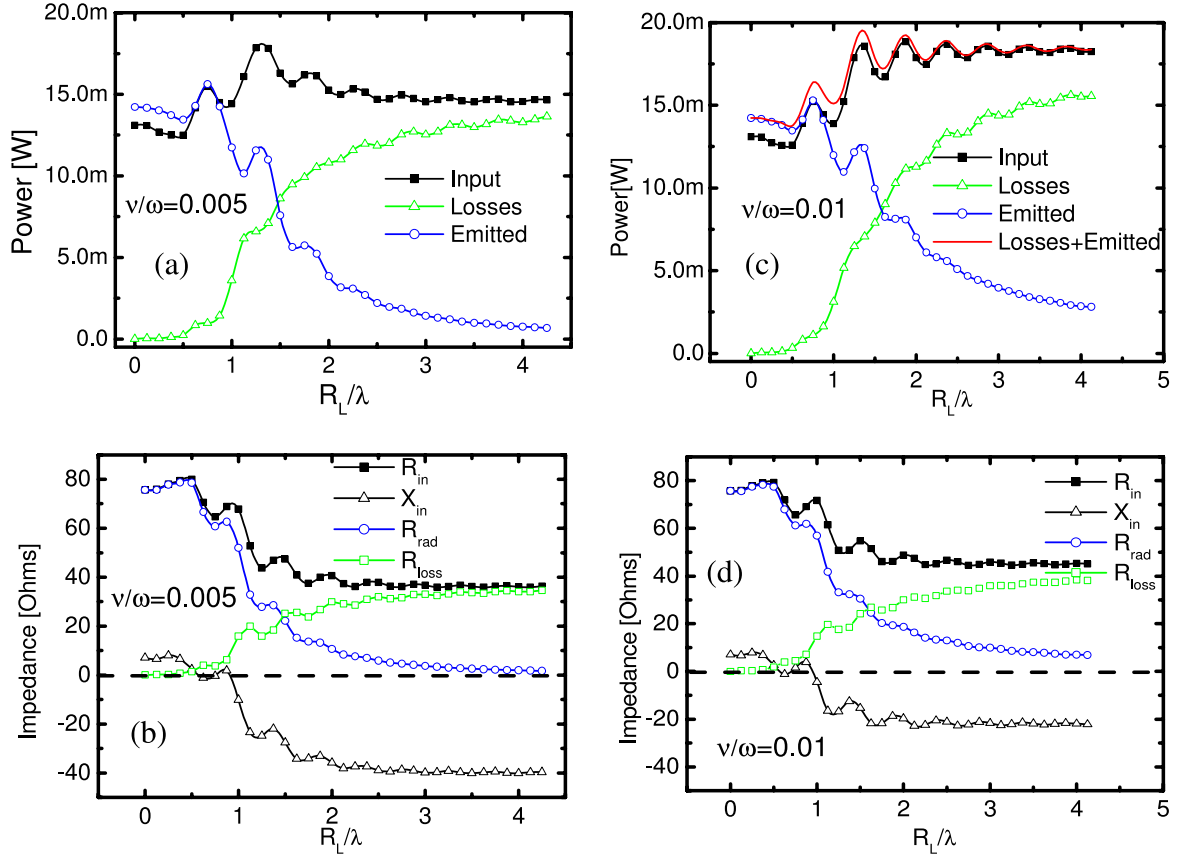 20.0m
15.0m
10.0m
5.0m
0.0
Power [W]
ν/ω=0.005
(a)
Input
Losses
Emitted
0 1 2 3 4
R_L/λ
20.0m
15.0m
10.0m
5.0m
0.0
Power[W]
ν/ω=0.01
(c)
Input
Losses
Emitted
Losses+Emitted
0 1 2 3 4 5
R_L/λ
80
60
40
20
0
-20
-40
Impedance [Ohms]
R_in
X_in
R_rad
R_loss
ν/ω=0.005
(b)
0 1 2 3 4
R_L/λ
80
60
40
20
0
-20
-40
Impedance [Ohms]
R_in
X_in
R_rad
R_loss
(d)
ν/ω=0.01
0 1 2 3 4 5
R_L/λ